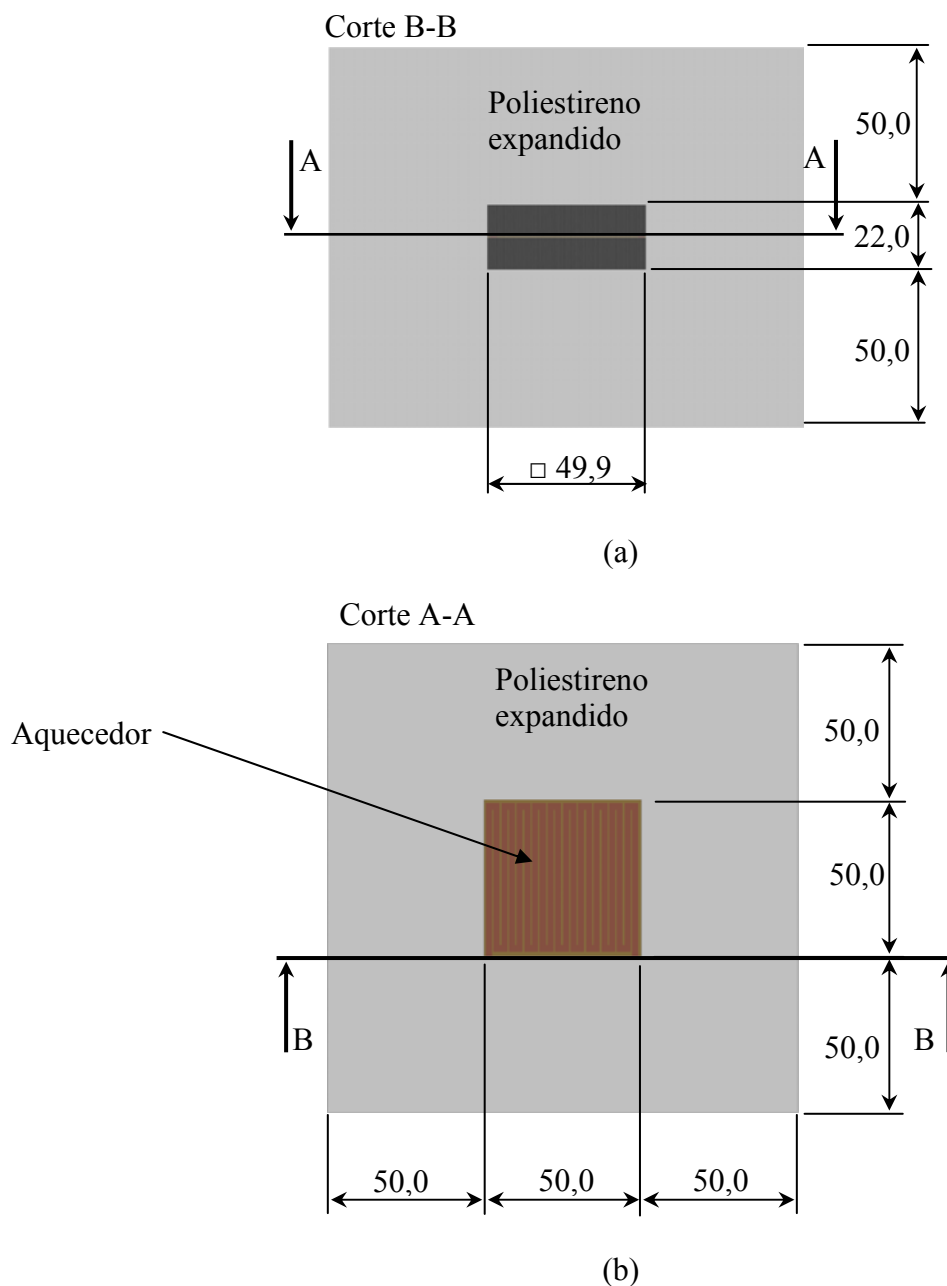 Corte B-B
Poliestireno
expandido
A
A
50,0
22,0
50,0
□ 49,9
(a)
Corte A-A
Poliestireno
expandido
Aquecedor
50,0
50,0
50,0
B
B
50,0
50,0
50,0
(b)